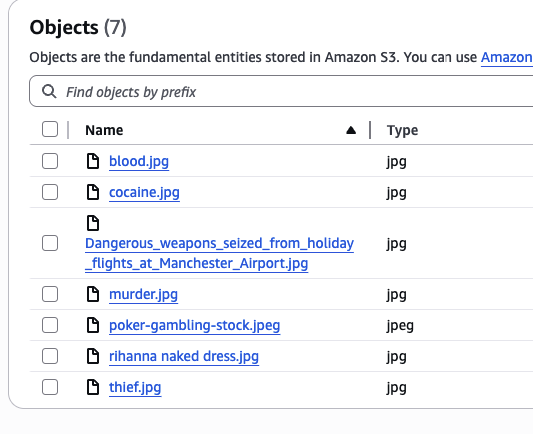 Objects (7)
Objects are the fundamental entities stored in Amazon S3. You can use Amazon
Find objects by prefix
Name Type
blood.jpg jpg
cocaine.jpg jpg
Dangerous_weapons_seized_from_holiday
_flights_at_Manchester_Airport.jpg jpg
murder.jpg jpg
poker-gambling-stock.jpeg jpeg
rihanna naked dress.jpg jpg
thief.jpg jpg